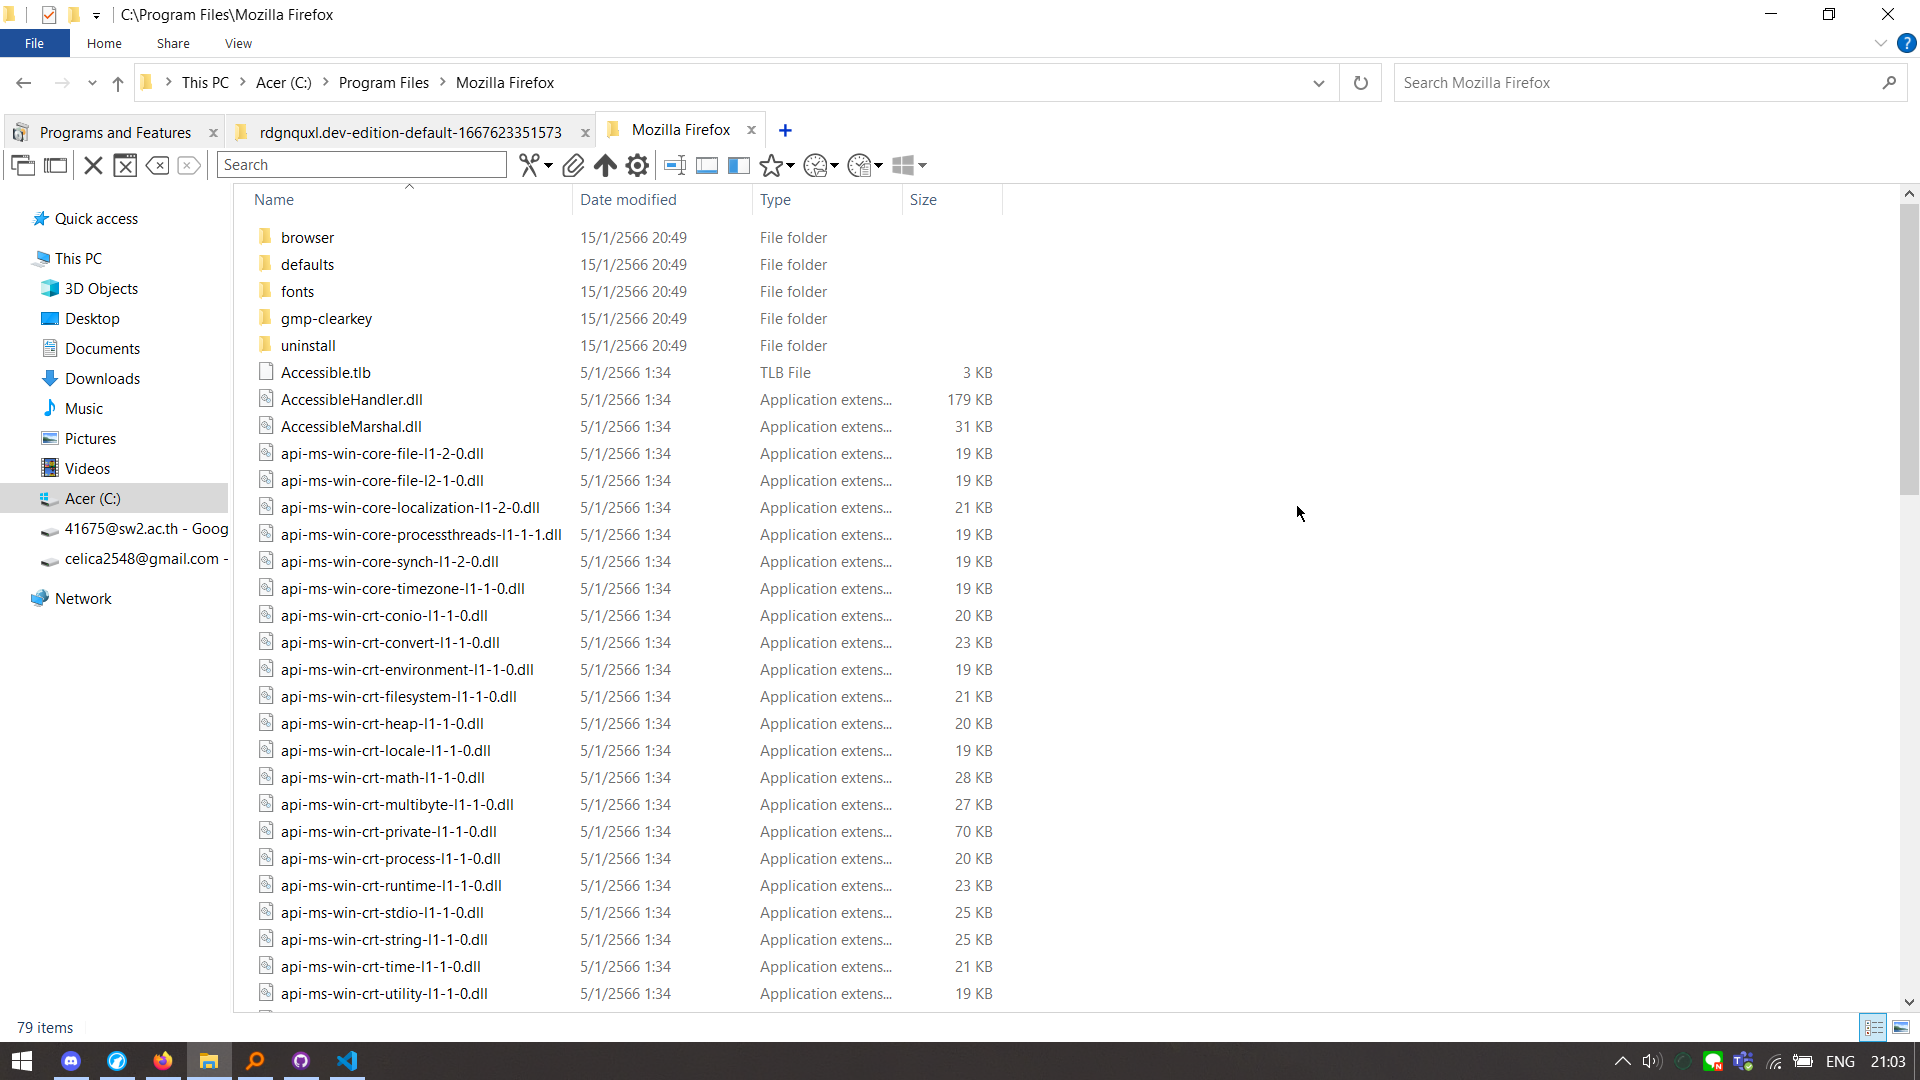 C:\Program Files\Mozilla Firefox
File Home Share View
This PC Acer (C:) Program Files Mozilla Firefox Search Mozilla Firefox
Programs and Features rdgnquxl.dev-edition-default-1667623351573 Mozilla Firefox
Search
Name Date modified Type Size
Quick access
This PC
3D Objects
Desktop
Documents
Downloads
Music
Pictures
Videos
Acer (C:)
41675@sw2.ac.th - Goog
celica2548@gmail.com -
Network
browser 15/1/2566 20:49 File folder
defaults 15/1/2566 20:49 File folder
fonts 15/1/2566 20:49 File folder
gmp-clearkey 15/1/2566 20:49 File folder
uninstall 15/1/2566 20:49 File folder
Accessible.tlb 5/1/2566 1:34 TLB File 3 KB
AccessibleHandler.dll 5/1/2566 1:34 Application extens... 179 KB
AccessibleMarshal.dll 5/1/2566 1:34 Application extens... 31 KB
api-ms-win-core-file-l1-2-0.dll 5/1/2566 1:34 Application extens... 19 KB
api-ms-win-core-file-l2-1-0.dll 5/1/2566 1:34 Application extens... 19 KB
api-ms-win-core-localization-l1-2-0.dll 5/1/2566 1:34 Application extens... 21 KB
api-ms-win-core-processthreads-l1-1-1.dll 5/1/2566 1:34 Application extens... 19 KB
api-ms-win-core-synch-l1-2-0.dll 5/1/2566 1:34 Application extens... 19 KB
api-ms-win-core-timezone-l1-1-0.dll 5/1/2566 1:34 Application extens... 19 KB
api-ms-win-crt-conio-l1-1-0.dll 5/1/2566 1:34 Application extens... 20 KB
api-ms-win-crt-convert-l1-1-0.dll 5/1/2566 1:34 Application extens... 23 KB
api-ms-win-crt-environment-l1-1-0.dll 5/1/2566 1:34 Application extens... 19 KB
api-ms-win-crt-filesystem-l1-1-0.dll 5/1/2566 1:34 Application extens... 21 KB
api-ms-win-crt-heap-l1-1-0.dll 5/1/2566 1:34 Application extens... 20 KB
api-ms-win-crt-locale-l1-1-0.dll 5/1/2566 1:34 Application extens... 19 KB
api-ms-win-crt-math-l1-1-0.dll 5/1/2566 1:34 Application extens... 28 KB
api-ms-win-crt-multibyte-l1-1-0.dll 5/1/2566 1:34 Application extens... 27 KB
api-ms-win-crt-private-l1-1-0.dll 5/1/2566 1:34 Application extens... 70 KB
api-ms-win-crt-process-l1-1-0.dll 5/1/2566 1:34 Application extens... 20 KB
api-ms-win-crt-runtime-l1-1-0.dll 5/1/2566 1:34 Application extens... 23 KB
api-ms-win-crt-stdio-l1-1-0.dll 5/1/2566 1:34 Application extens... 25 KB
api-ms-win-crt-string-l1-1-0.dll 5/1/2566 1:34 Application extens... 25 KB
api-ms-win-crt-time-l1-1-0.dll 5/1/2566 1:34 Application extens... 21 KB
api-ms-win-crt-utility-l1-1-0.dll 5/1/2566 1:34 Application extens... 19 KB
79 items
ENG 21:03